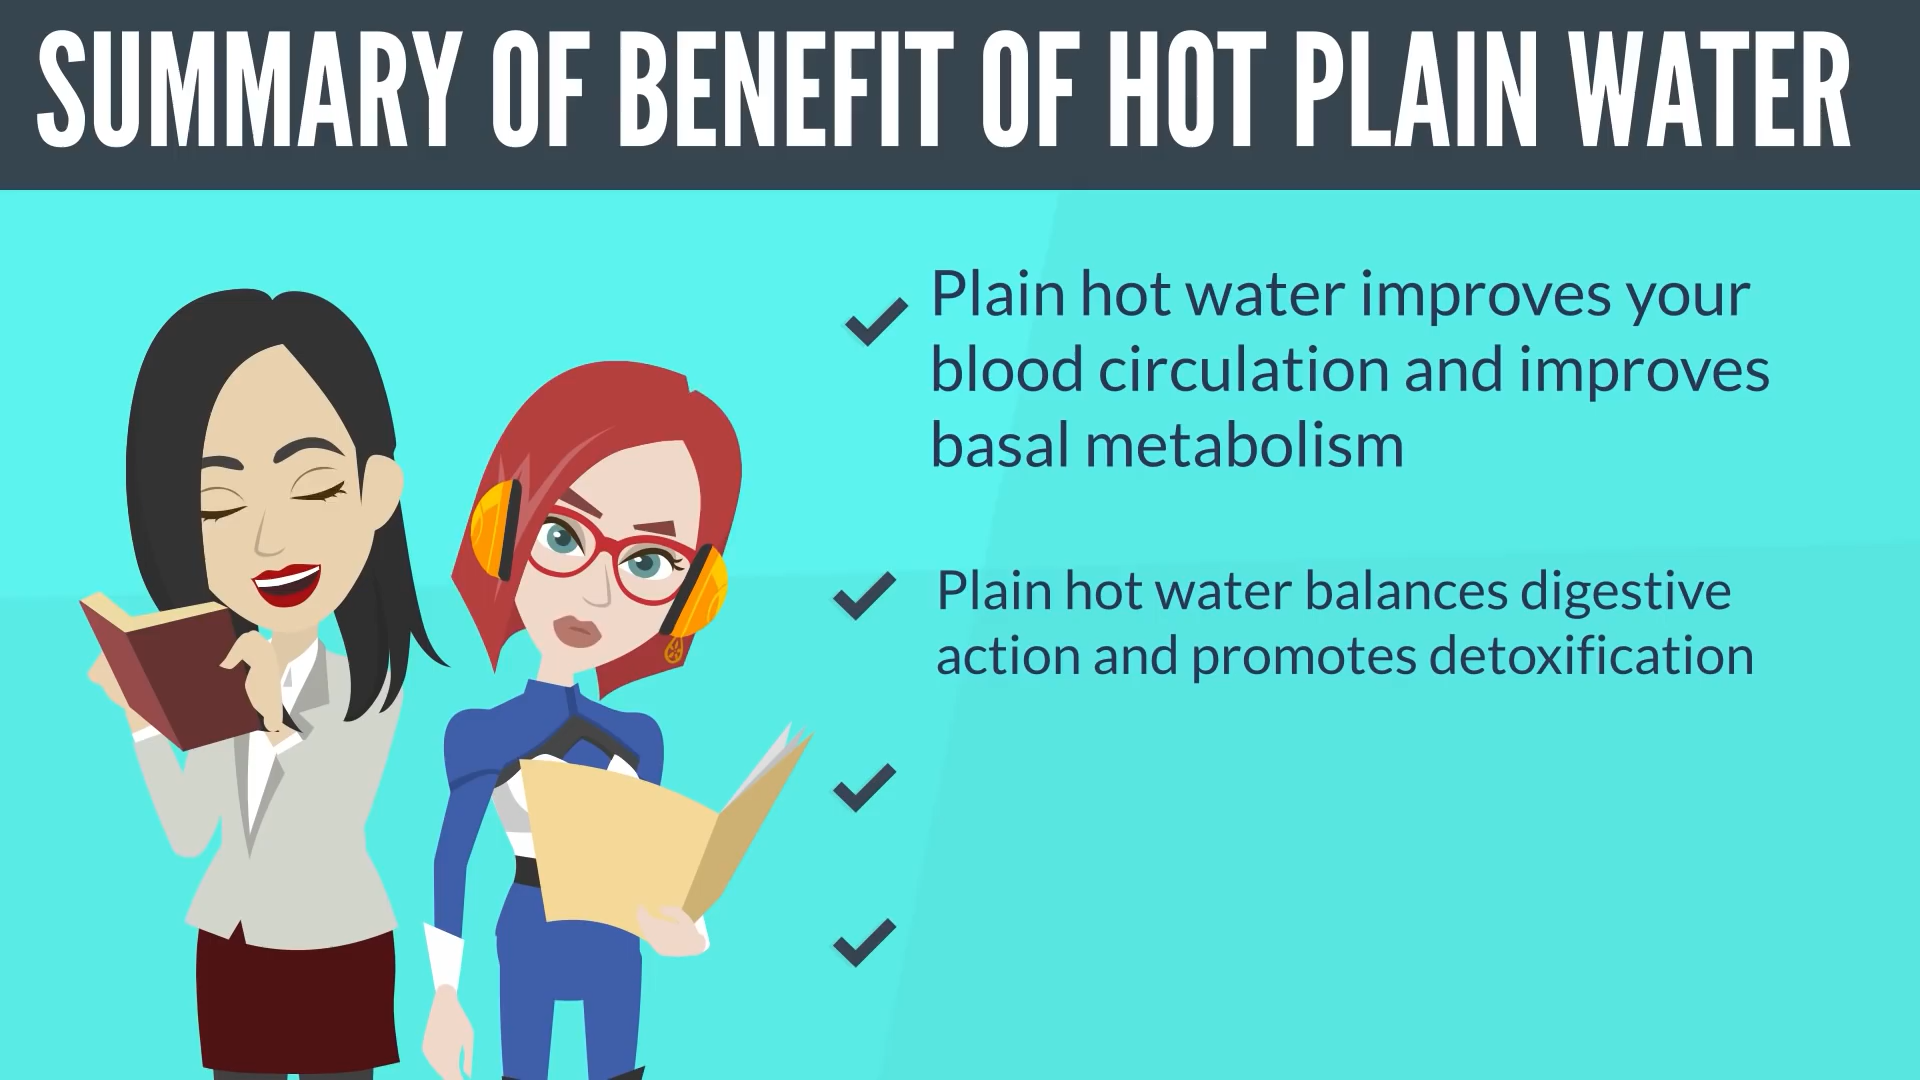 SUMMARY OF BENEFIT OF HOT PLAIN WATER
Plain hot water improves your
blood circulation and improves
basal metabolism
Plain hot water balances digestive
action and promotes detoxification